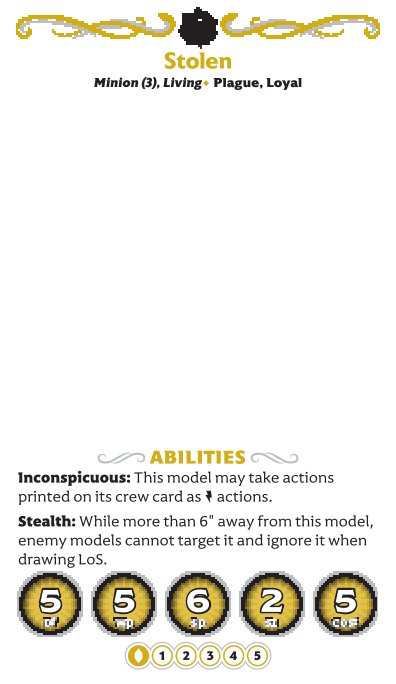 Stolen
Minion (3), Living ♦ Plague, Loyal
ABILITIES
Inconspicuous: This model may take actions
printed on its crew card as actions.
Stealth: While more than 6" away from this model,
enemy models cannot target it and ignore it when
drawing LoS.
5 5 6 2 5
Df Wp Sp Sz Cost
1 2 3 4 5